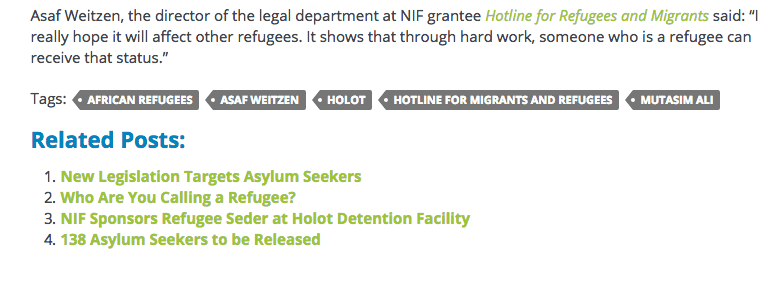 Asaf Weitzen, the director of the legal department at NIF grantee Hotline for Refugees and Migrants said: “I
really hope it will affect other refugees. It shows that through hard work, someone who is a refugee can
receive that status.”
Tags: AFRICAN REFUGEES ASAF WEITZEN HOLOT HOTLINE FOR MIGRANTS AND REFUGEES MUTASIM ALI
Related Posts:
1. New Legislation Targets Asylum Seekers
2. Who Are You Calling a Refugee?
3. NIF Sponsors Refugee Seder at Holot Detention Facility
4. 138 Asylum Seekers to be Released